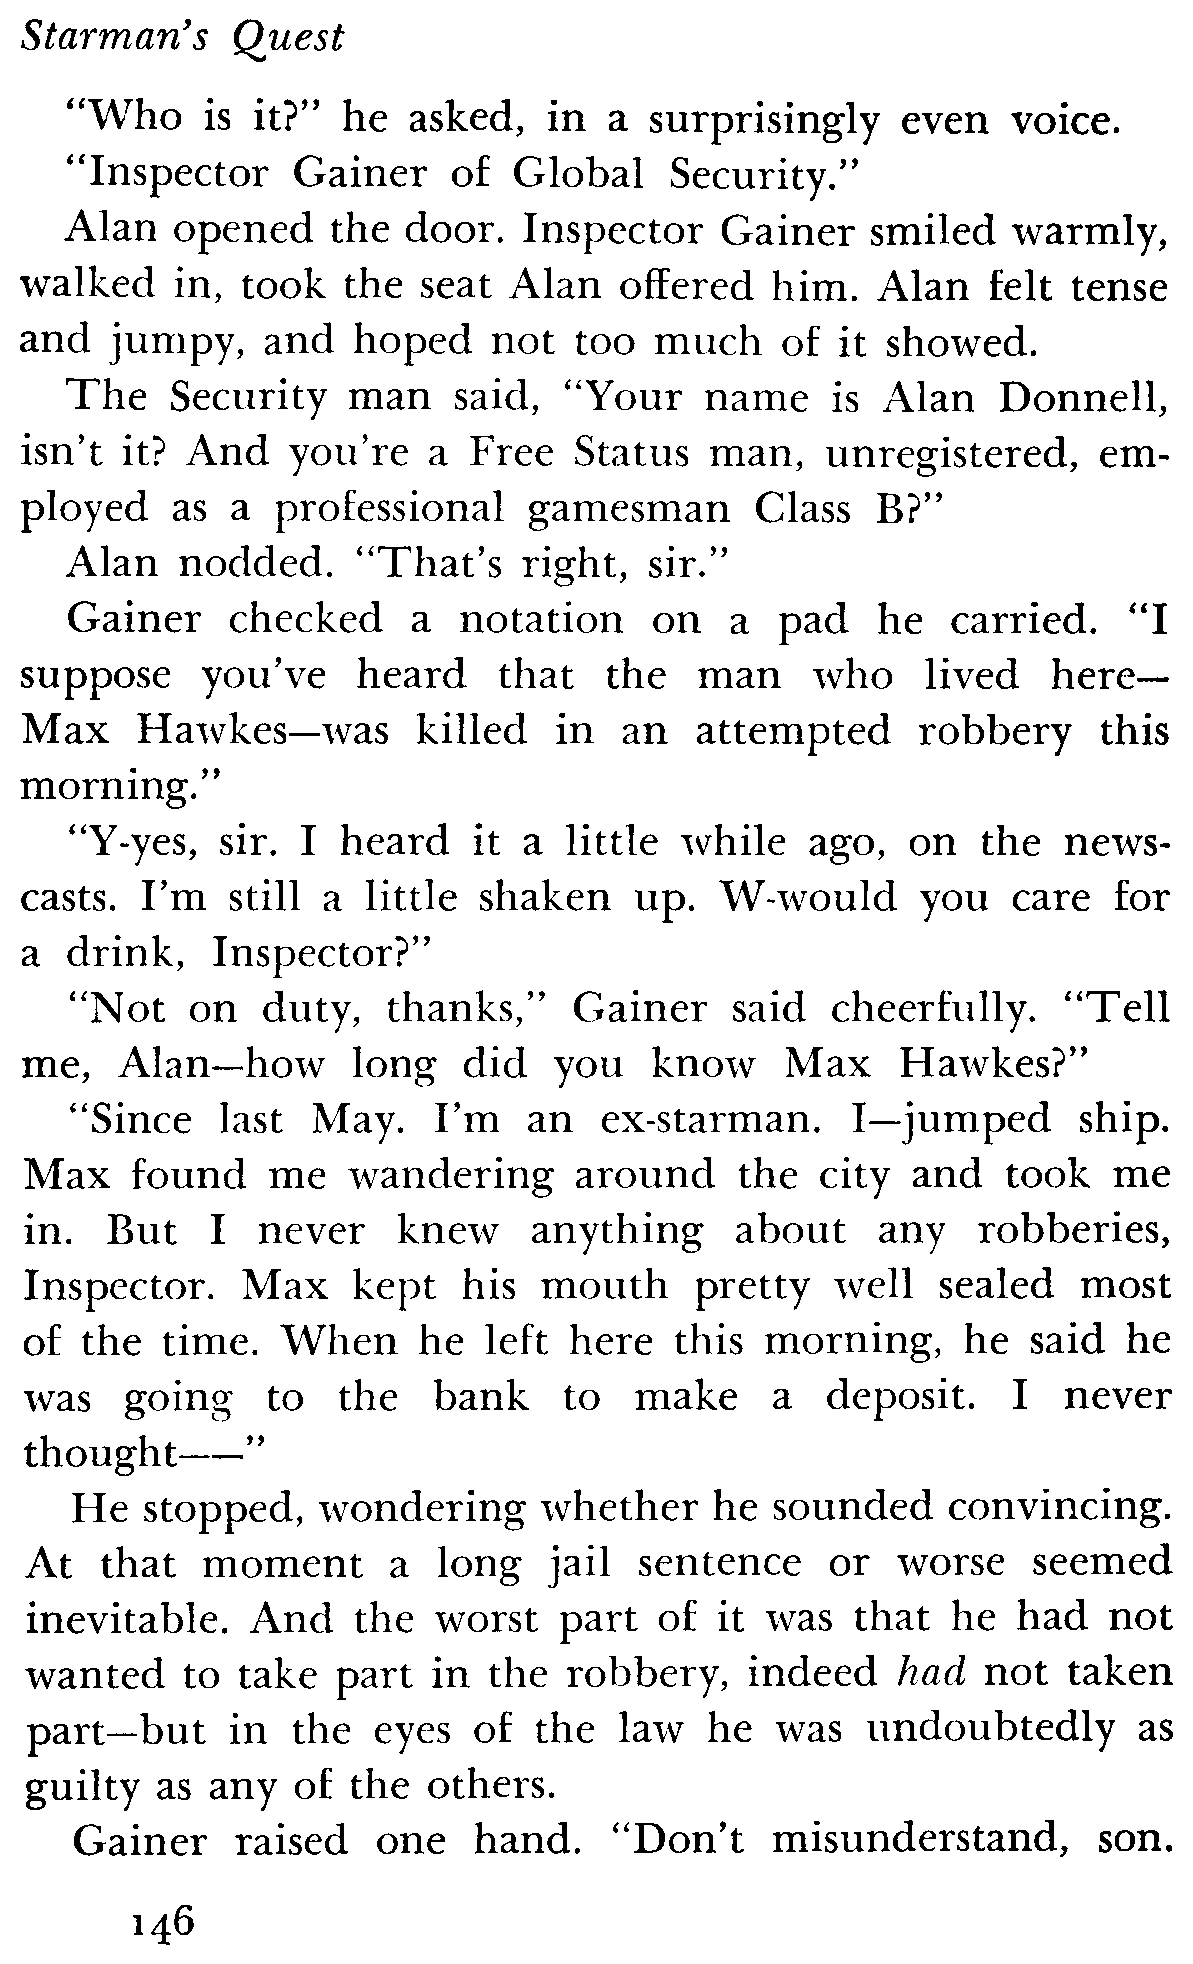 Starman's Quest
“Who is it?” he asked, in a surprisingly even voice.
“Inspector Gainer of Global Security.”
Alan opened the door. Inspector Gainer smiled warmly,
walked in, took the seat Alan offered him. Alan felt tense
and jumpy, and hoped not too much of it showed.
The Security man said, “Your name is Alan Donnell,
isn't it? And you're a Free Status man, unregistered, em-
ployed as a professional gamesman Class B?”
Alan nodded. “That's right, sir.”
Gainer checked a notation on a pad he carried. “I
suppose you've heard that the man who lived here—
Max Hawkes—was killed in an attempted robbery this
morning.”
“Y-yes, sir. I heard it a little while ago, on the news-
casts. I'm still a little shaken up. W-would you care for
a drink, Inspector?”
“Not on duty, thanks,” Gainer said cheerfully. “Tell
me, Alan—how long did you know Max Hawkes?”
“Since last May. I'm an ex-starman. I—jumped ship.
Max found me wandering around the city and took me
in. But I never knew anything about any robberies,
Inspector. Max kept his mouth pretty well sealed most
of the time. When he left here this morning, he said he
was going to the bank to make a deposit. I never
thought——”
He stopped, wondering whether he sounded convincing.
At that moment a long jail sentence or worse seemed
inevitable. And the worst part of it was that he had not
wanted to take part in the robbery, indeed had not taken
part—but in the eyes of the law he was undoubtedly as
guilty as any of the others.
Gainer raised one hand. “Don't misunderstand, son.
146